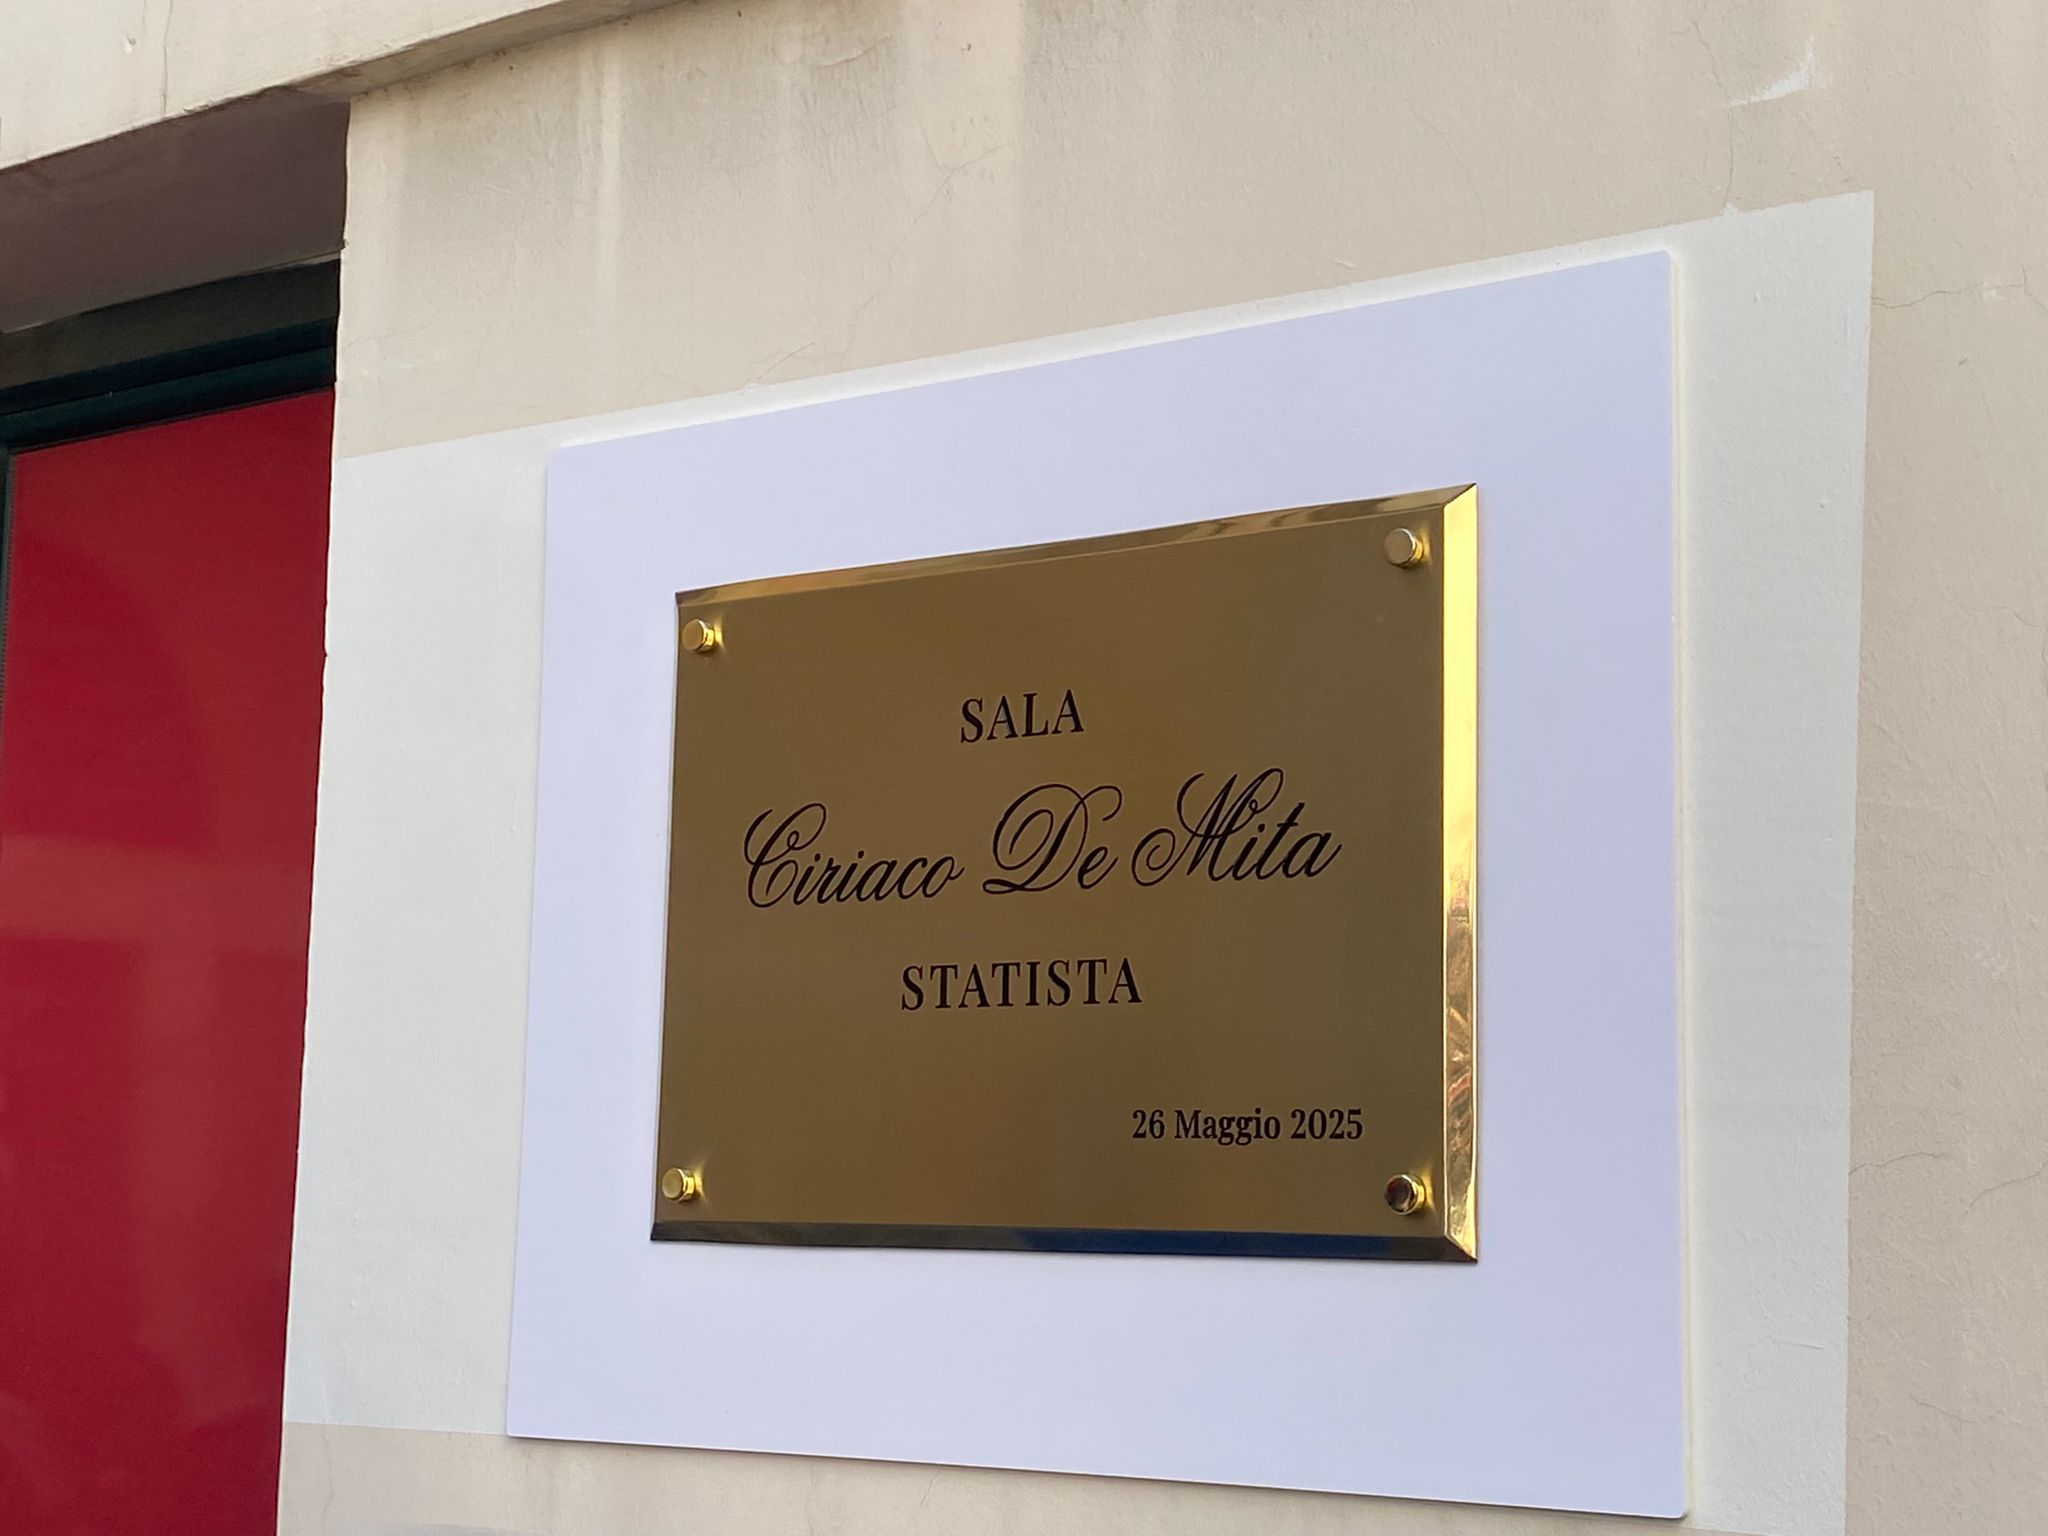 SALA
Ciriaco De Mita
STATISTA
26 Maggio 2025